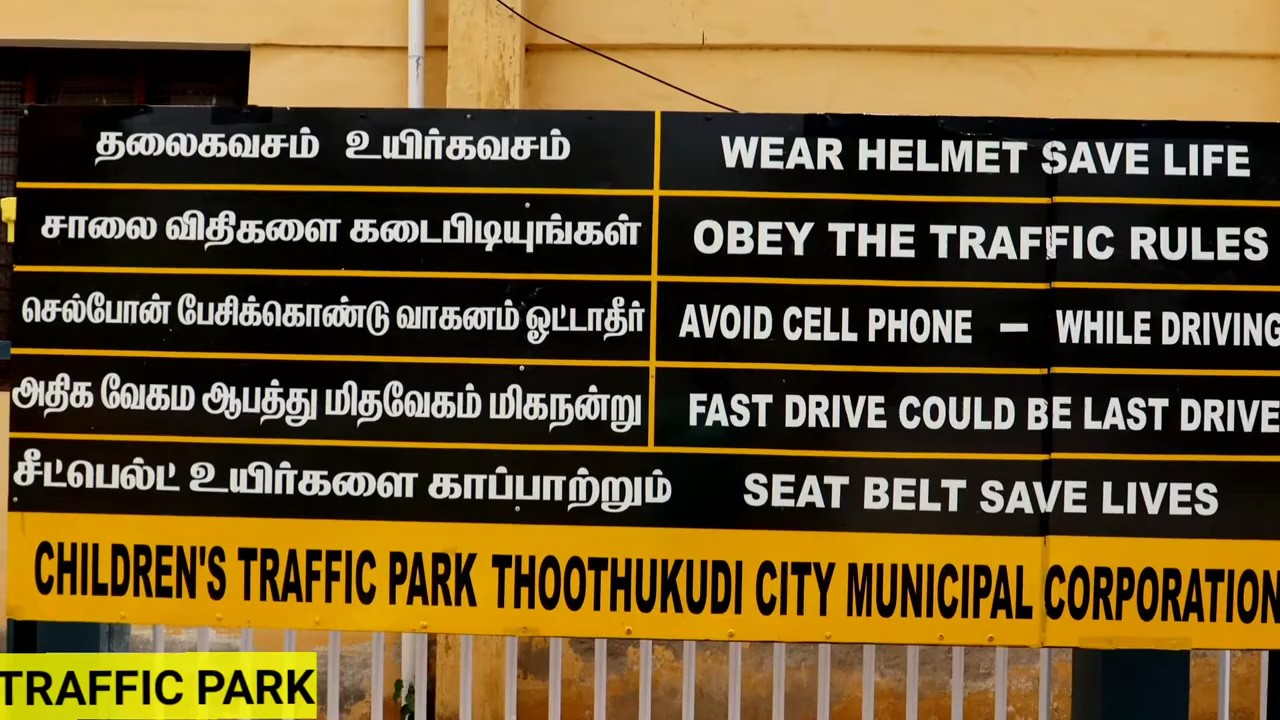 தலைகவசம் உயிர்கவசம் WEAR HELMET SAVE LIFE
சாலை விதிகளை கடைபிடியுங்கள் OBEY THE TRAFFIC RULES
செல்போன் பேசிக்கொண்டு வாகனம் ஓட்டாதீர் AVOID CELL PHONE – WHILE DRIVING
அதிக வேகம ஆபத்து மிதவேகம் மிகநன்று FAST DRIVE COULD BE LAST DRIVE
சீட்பெல்ட் உயிர்களை காப்பாற்றும் SEAT BELT SAVE LIVES
CHILDREN'S TRAFFIC PARK THOOTHUKUDI CITY MUNICIPAL CORPORATION
TRAFFIC PARK